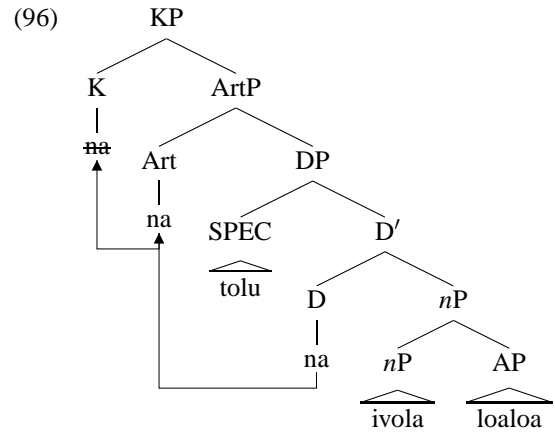 (96) KP
K ArtP
na Art DP
na SPEC D′
tolu D nP
na nP AP
ivola loaloa